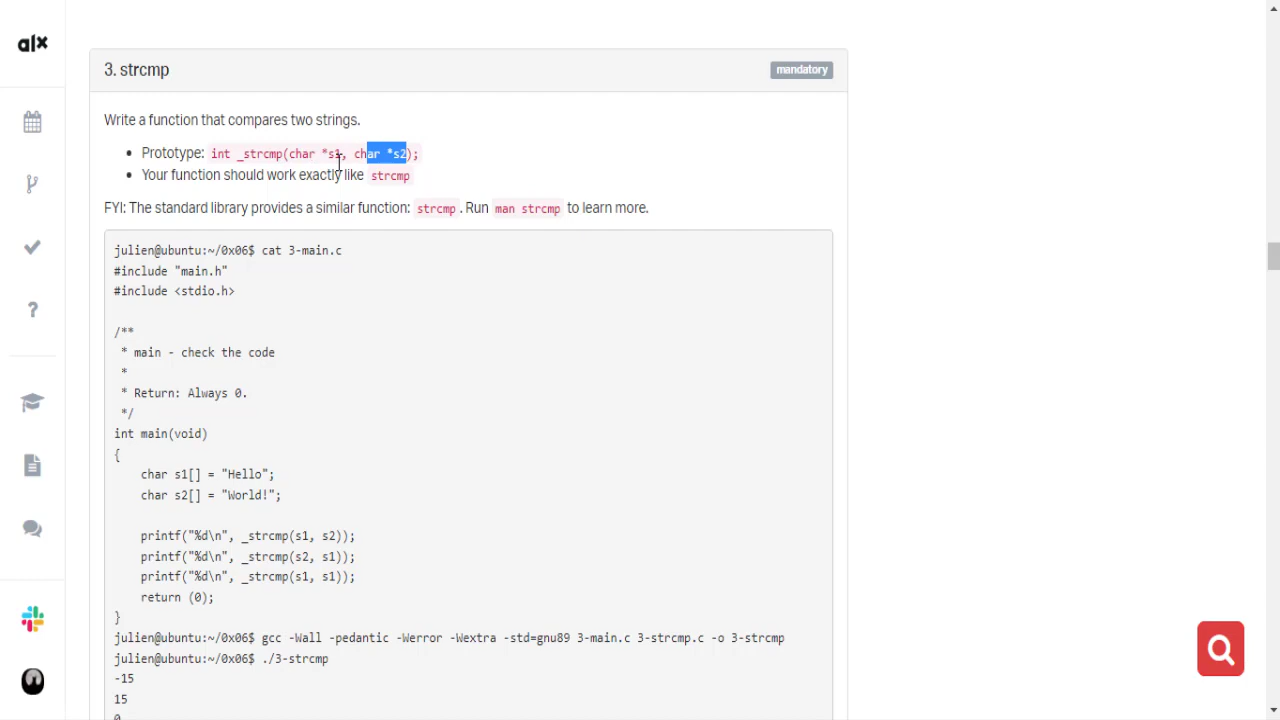 alx
3. strcmp
mandatory
Write a function that compares two strings.
Prototype: int _strcmp(char *s1, char *s2);
Your function should work exactly like strcmp
FYI: The standard library provides a similar function: strcmp. Run man strcmp to learn more.
julien@ubuntu:~/0x06$ cat 3-main.c
#include "main.h"
#include <stdio.h>
/**
 * main - check the code
 *
 * Return: Always 0.
 */
int main(void)
{
    char s1[] = "Hello";
    char s2[] = "World!";
    printf("%d\n", _strcmp(s1, s2));
    printf("%d\n", _strcmp(s2, s1));
    printf("%d\n", _strcmp(s1, s1));
    return (0);
}
julien@ubuntu:~/0x06$ gcc -Wall -pedantic -Werror -Wextra -std=gnu89 3-main.c 3-strcmp.c -o 3-strcmp
julien@ubuntu:~/0x06$ ./3-strcmp
-15
15
0